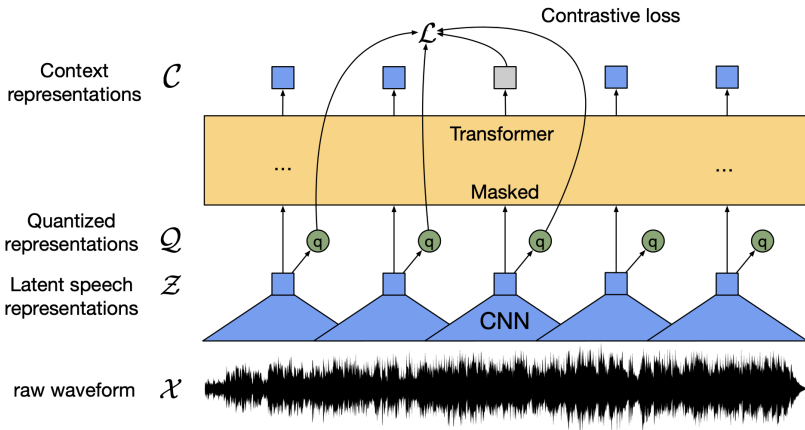 Contrastive loss
ℒ
Context
representations
𝒞
Transformer
...
...
Masked
Quantized
representations
𝒬
q
q
q
q
q
Latent speech
representations
𝒵
CNN
raw waveform
𝒳